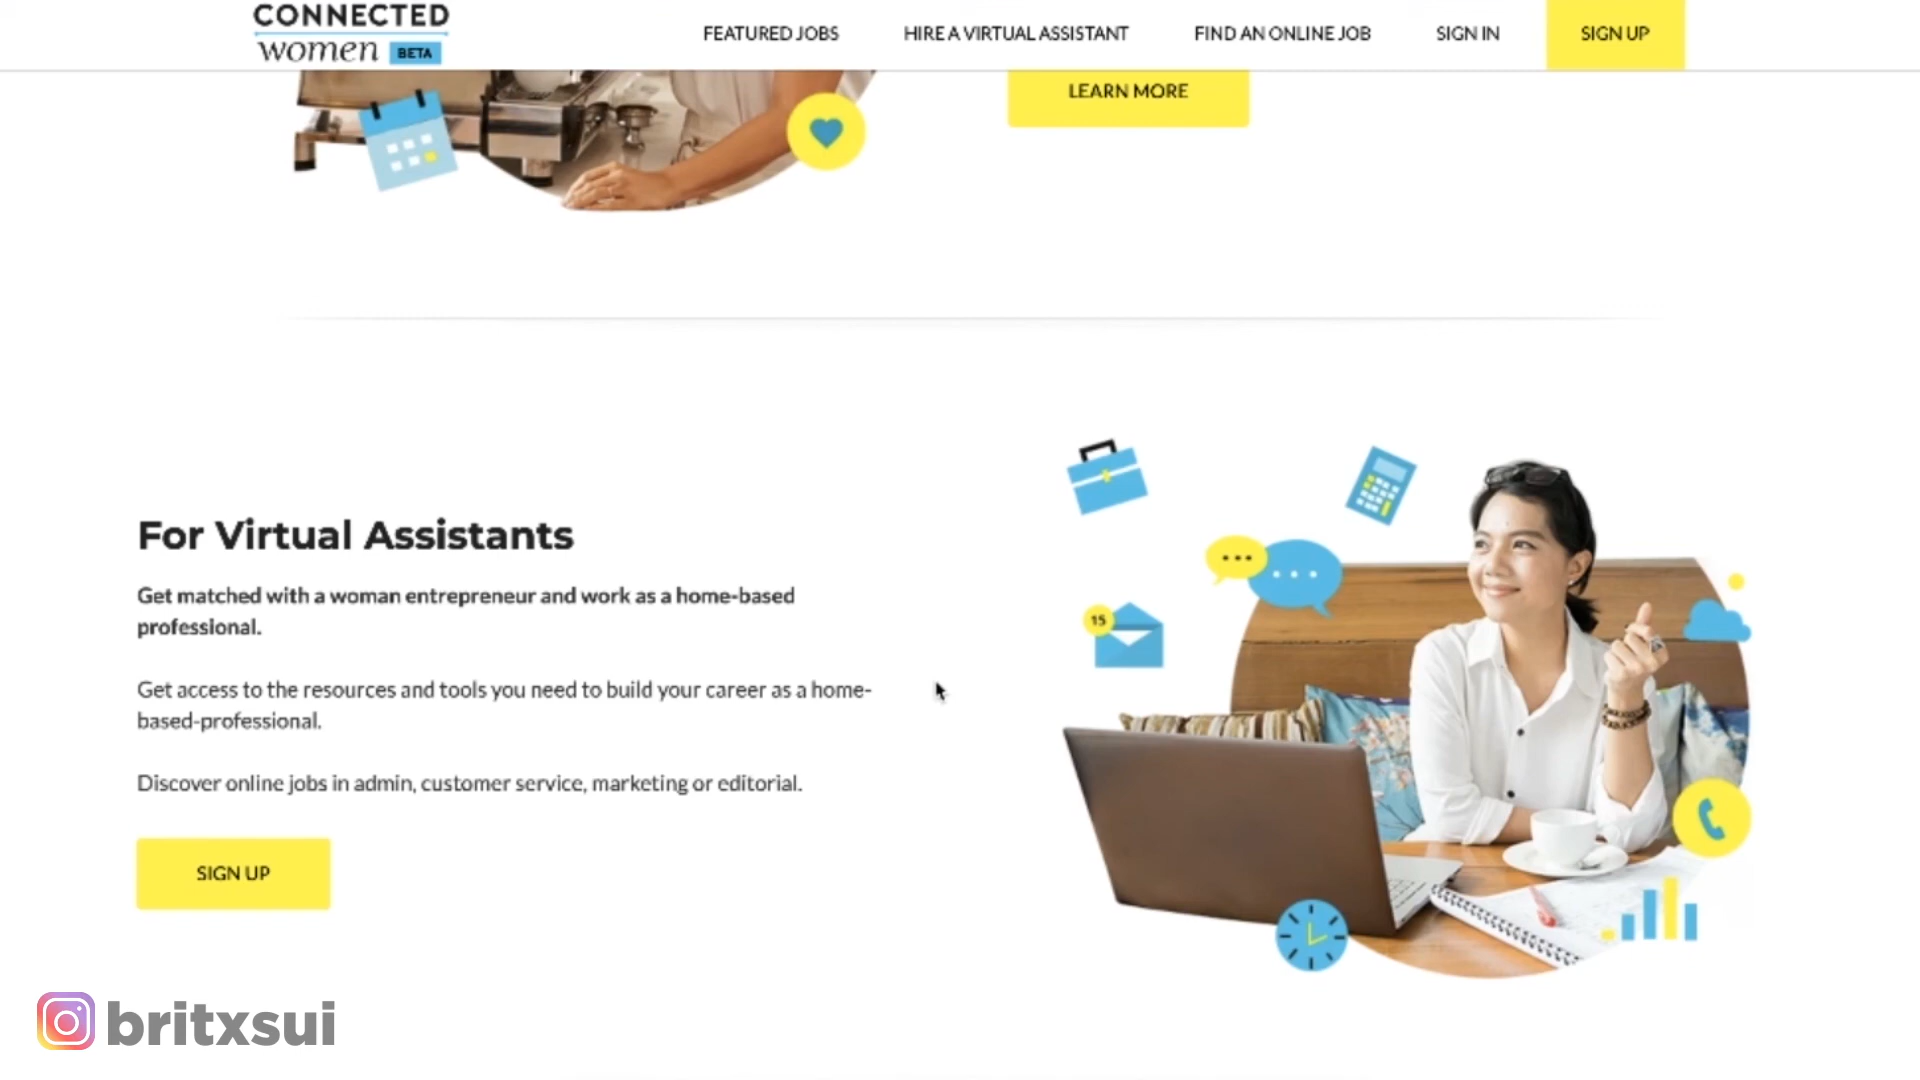 CONNECTED
women BETA
FEATURED JOBS HIRE A VIRTUAL ASSISTANT FIND AN ONLINE JOB SIGN IN SIGN UP
LEARN MORE
For Virtual Assistants
Get matched with a woman entrepreneur and work as a home-based
professional.
Get access to the resources and tools you need to build your career as a home-
based-professional.
Discover online jobs in admin, customer service, marketing or editorial.
SIGN UP
15
britxsui